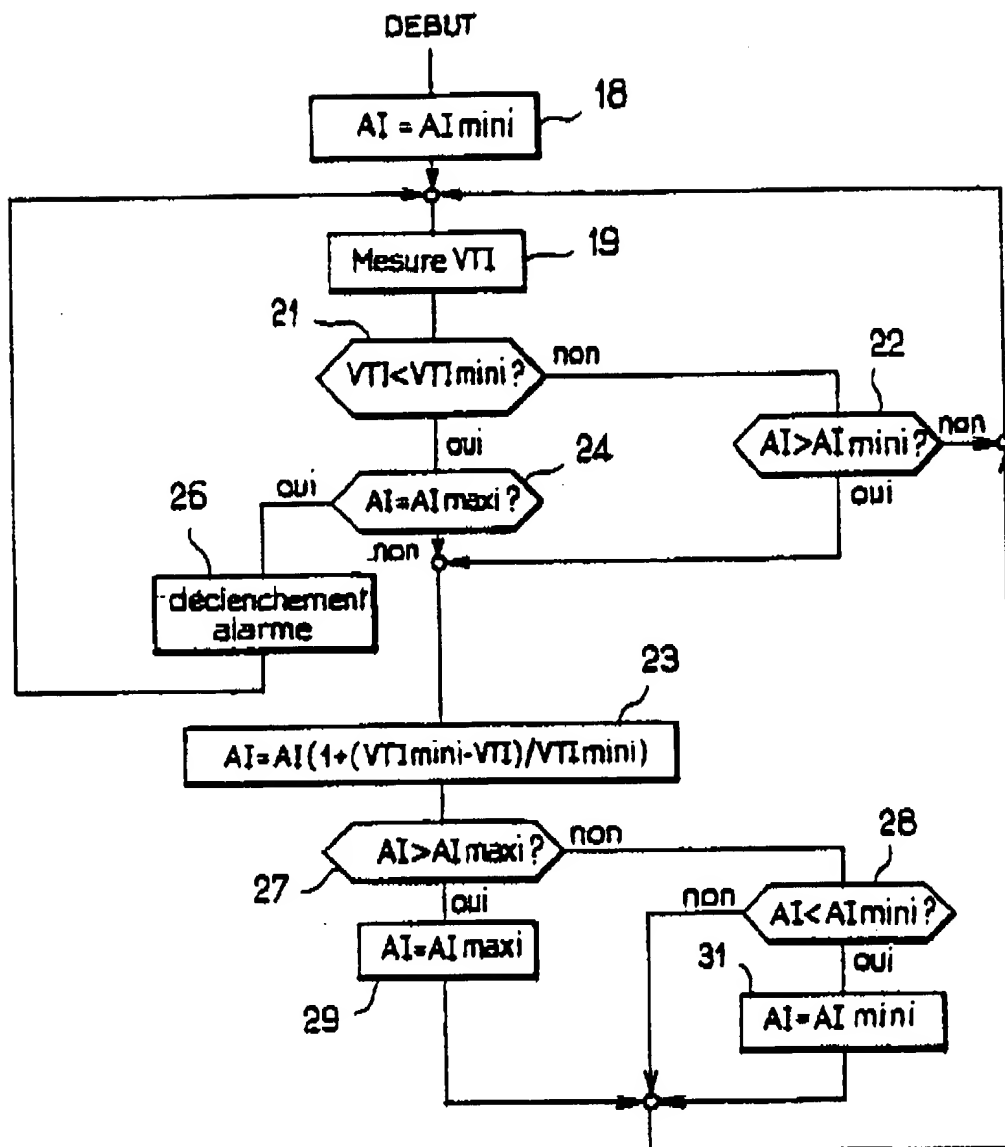 DEBUT
18
AI = AI mini
19
Mesure VTI
21
VTI<VTI mini?
non
22
AI>AI mini?
non
oui
oui
24
AI=AI maxi?
oui
26
non
déclenchement
alarme
23
AI=AI(1+(VTI mini-VTI)/VTI mini)
AI>AI maxi?
non
28
27
oui
non
AI<AI mini?
AI=AI maxi
31
oui
29
AI=AI mini